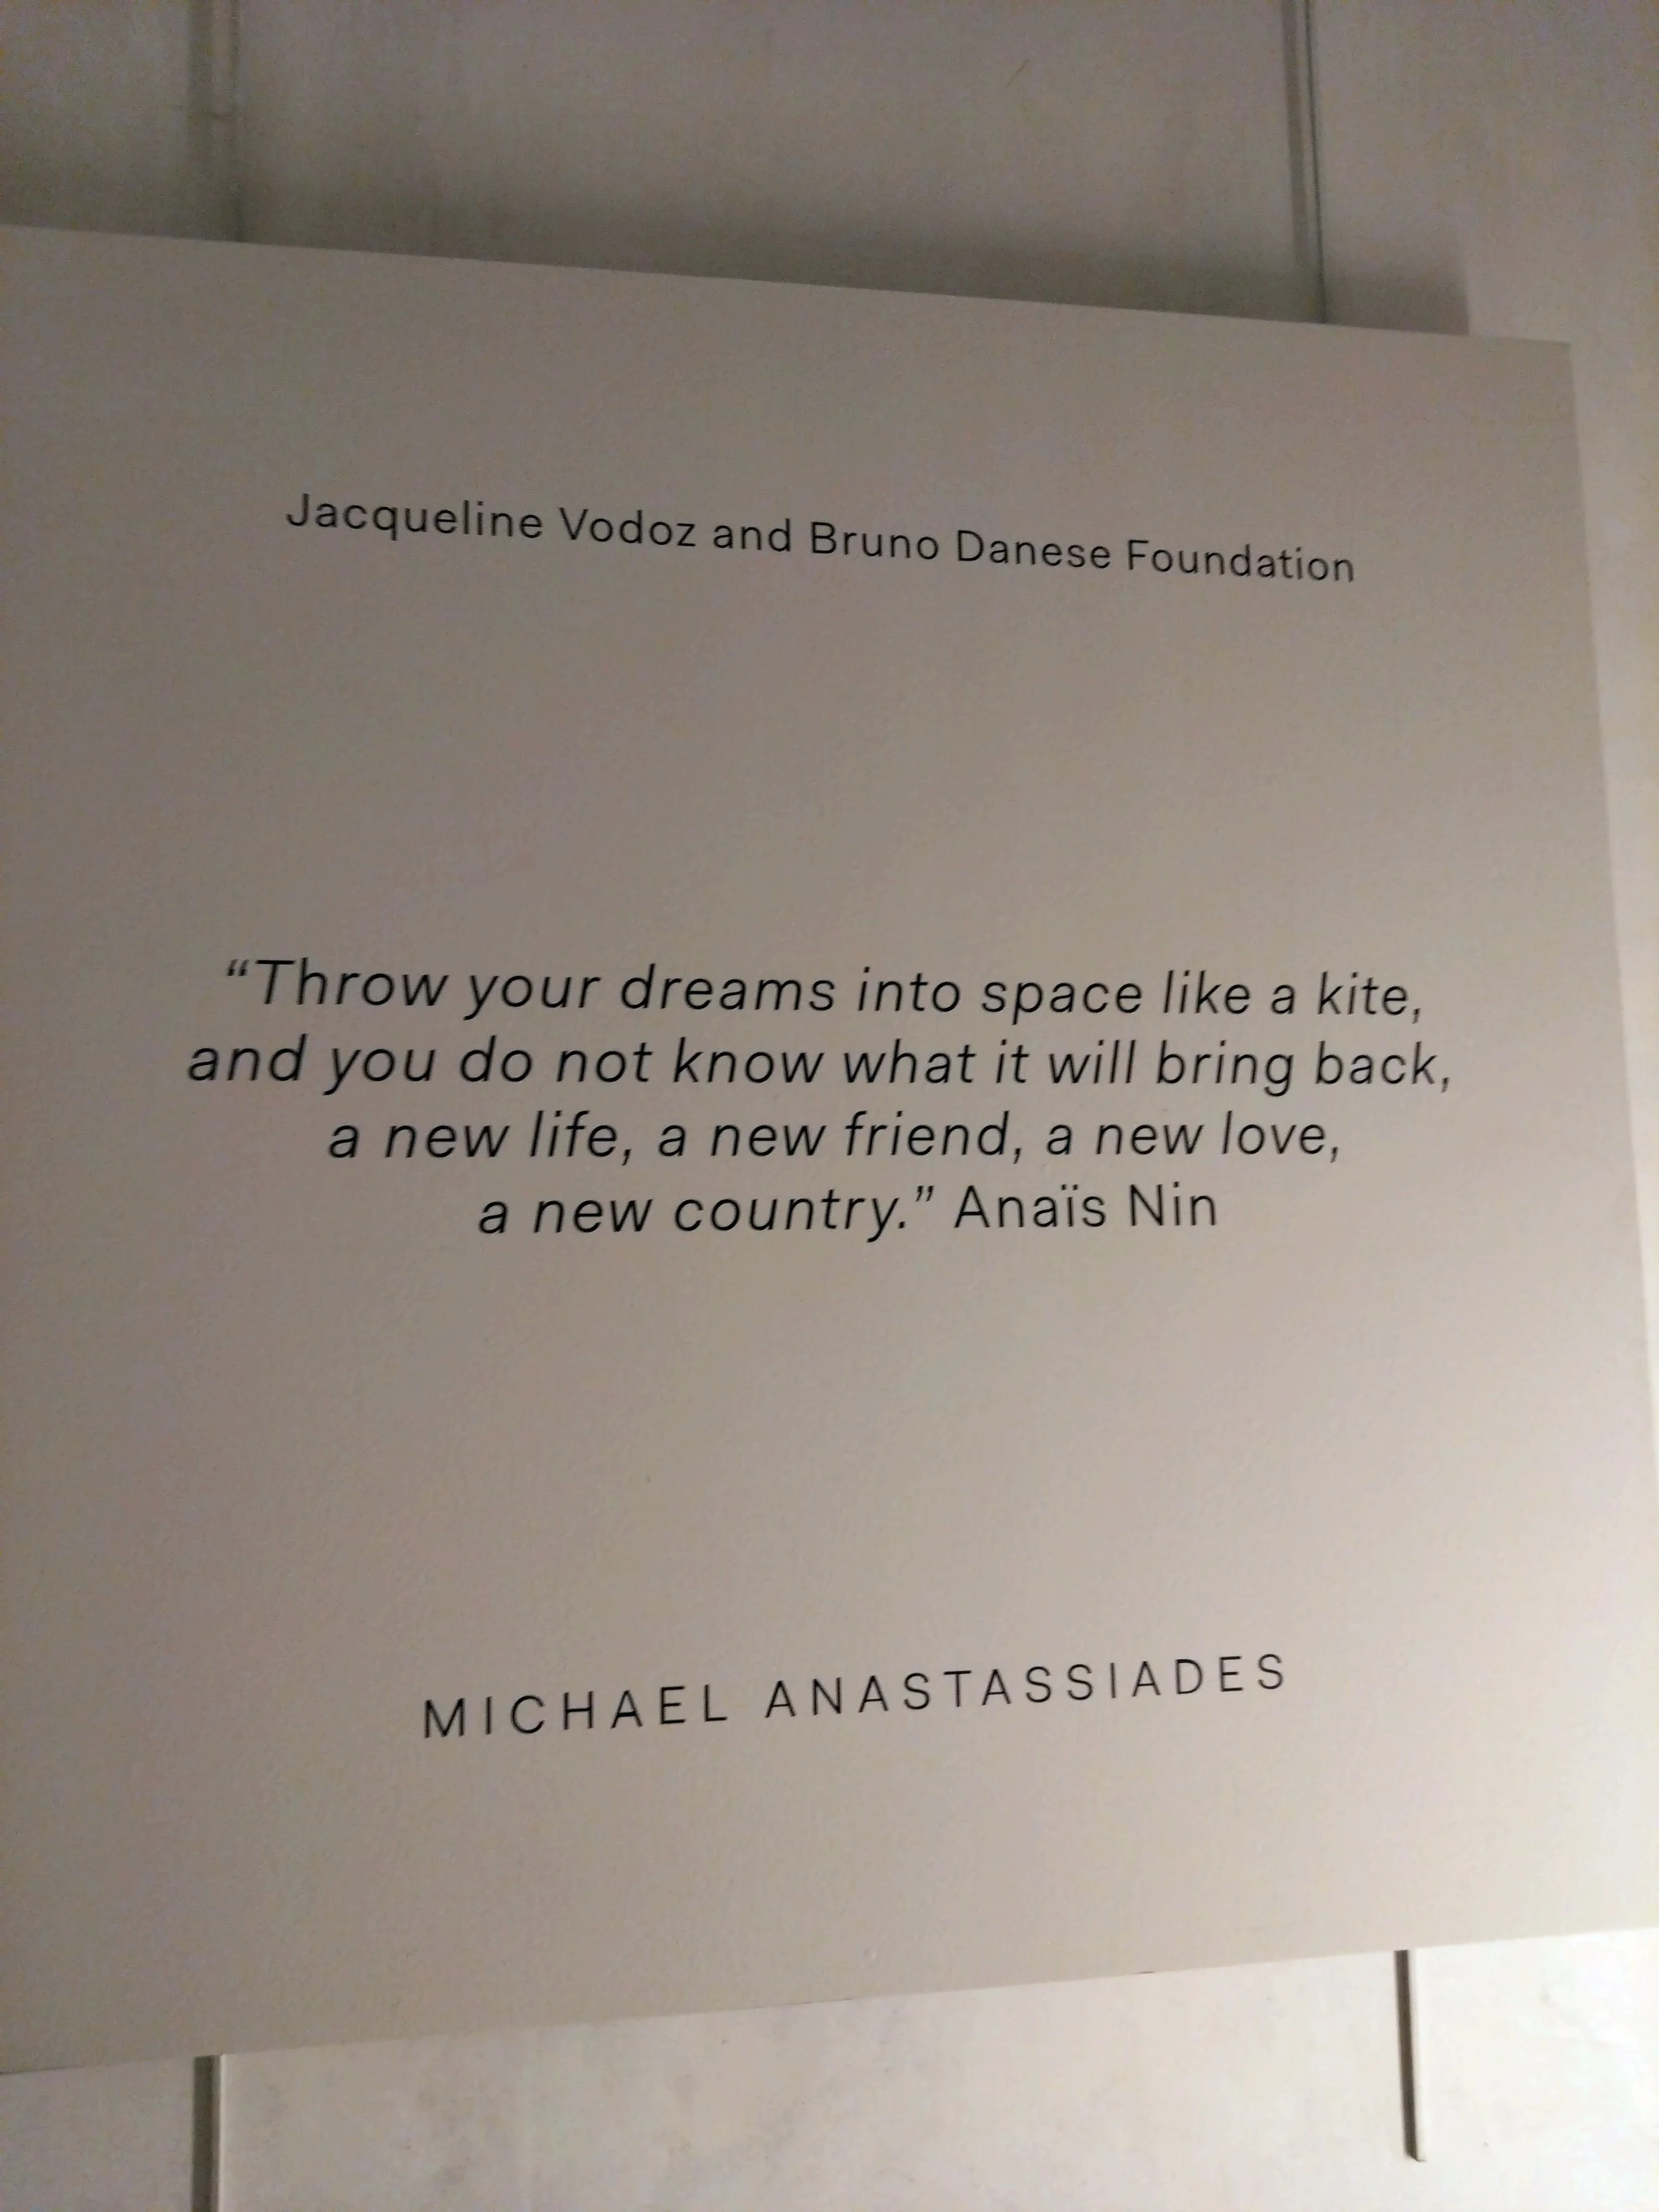 Jacqueline Vodoz and Bruno Danese Foundation
“Throw your dreams into space like a kite,
and you do not know what it will bring back,
a new life, a new friend, a new love,
a new country.” Anaïs Nin
MICHAEL ANASTASSIADES